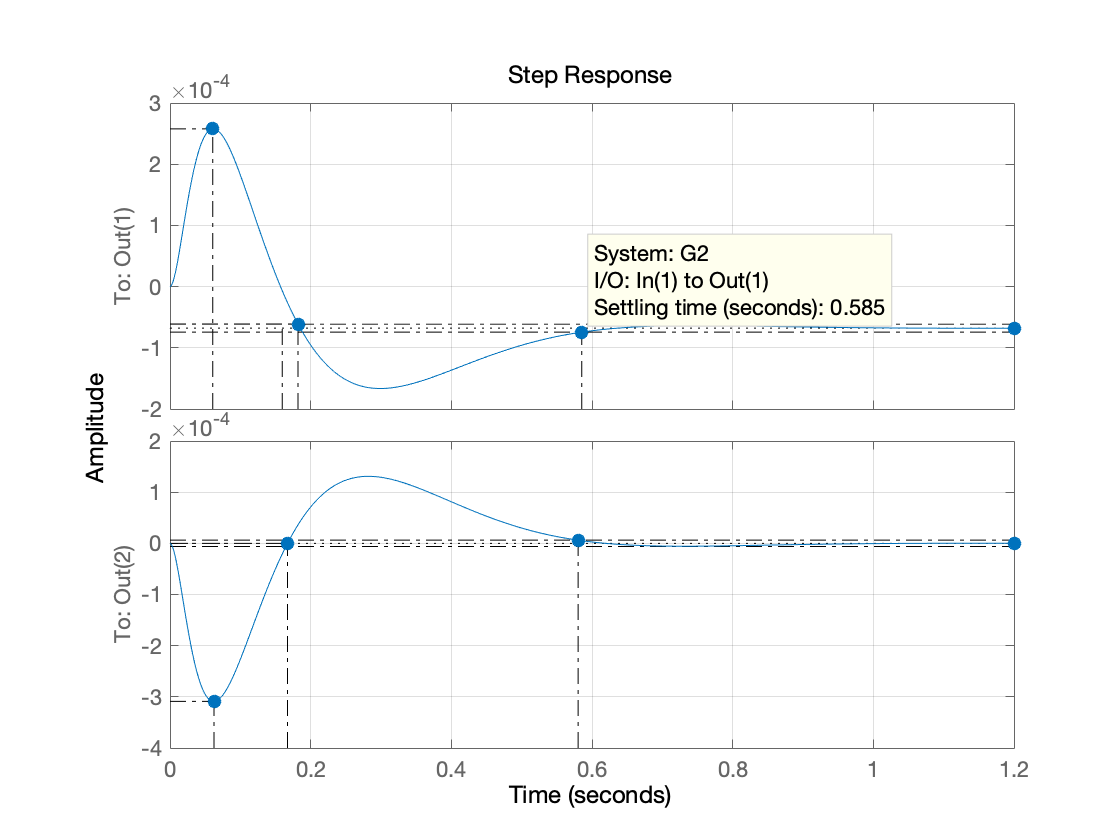 Step Response
×10⁻⁴
3
2
1
0
-1
-2
To: Out(1)
System: G2
I/O: In(1) to Out(1)
Settling time (seconds): 0.585
Amplitude
×10⁻⁴
2
1
0
-1
-2
-3
-4
To: Out(2)
0 0.2 0.4 0.6 0.8 1 1.2
Time (seconds)